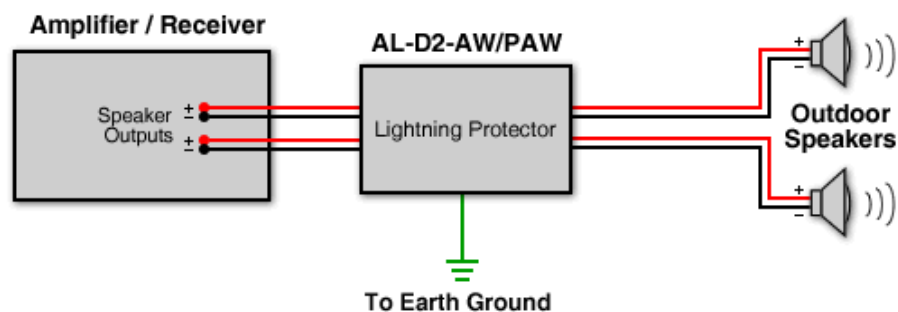 Amplifier / Receiver
AL-D2-AW/PAW
Speaker
Outputs
+
−
+
−
Lightning Protector
+
−
Outdoor
Speakers
+
−
To Earth Ground